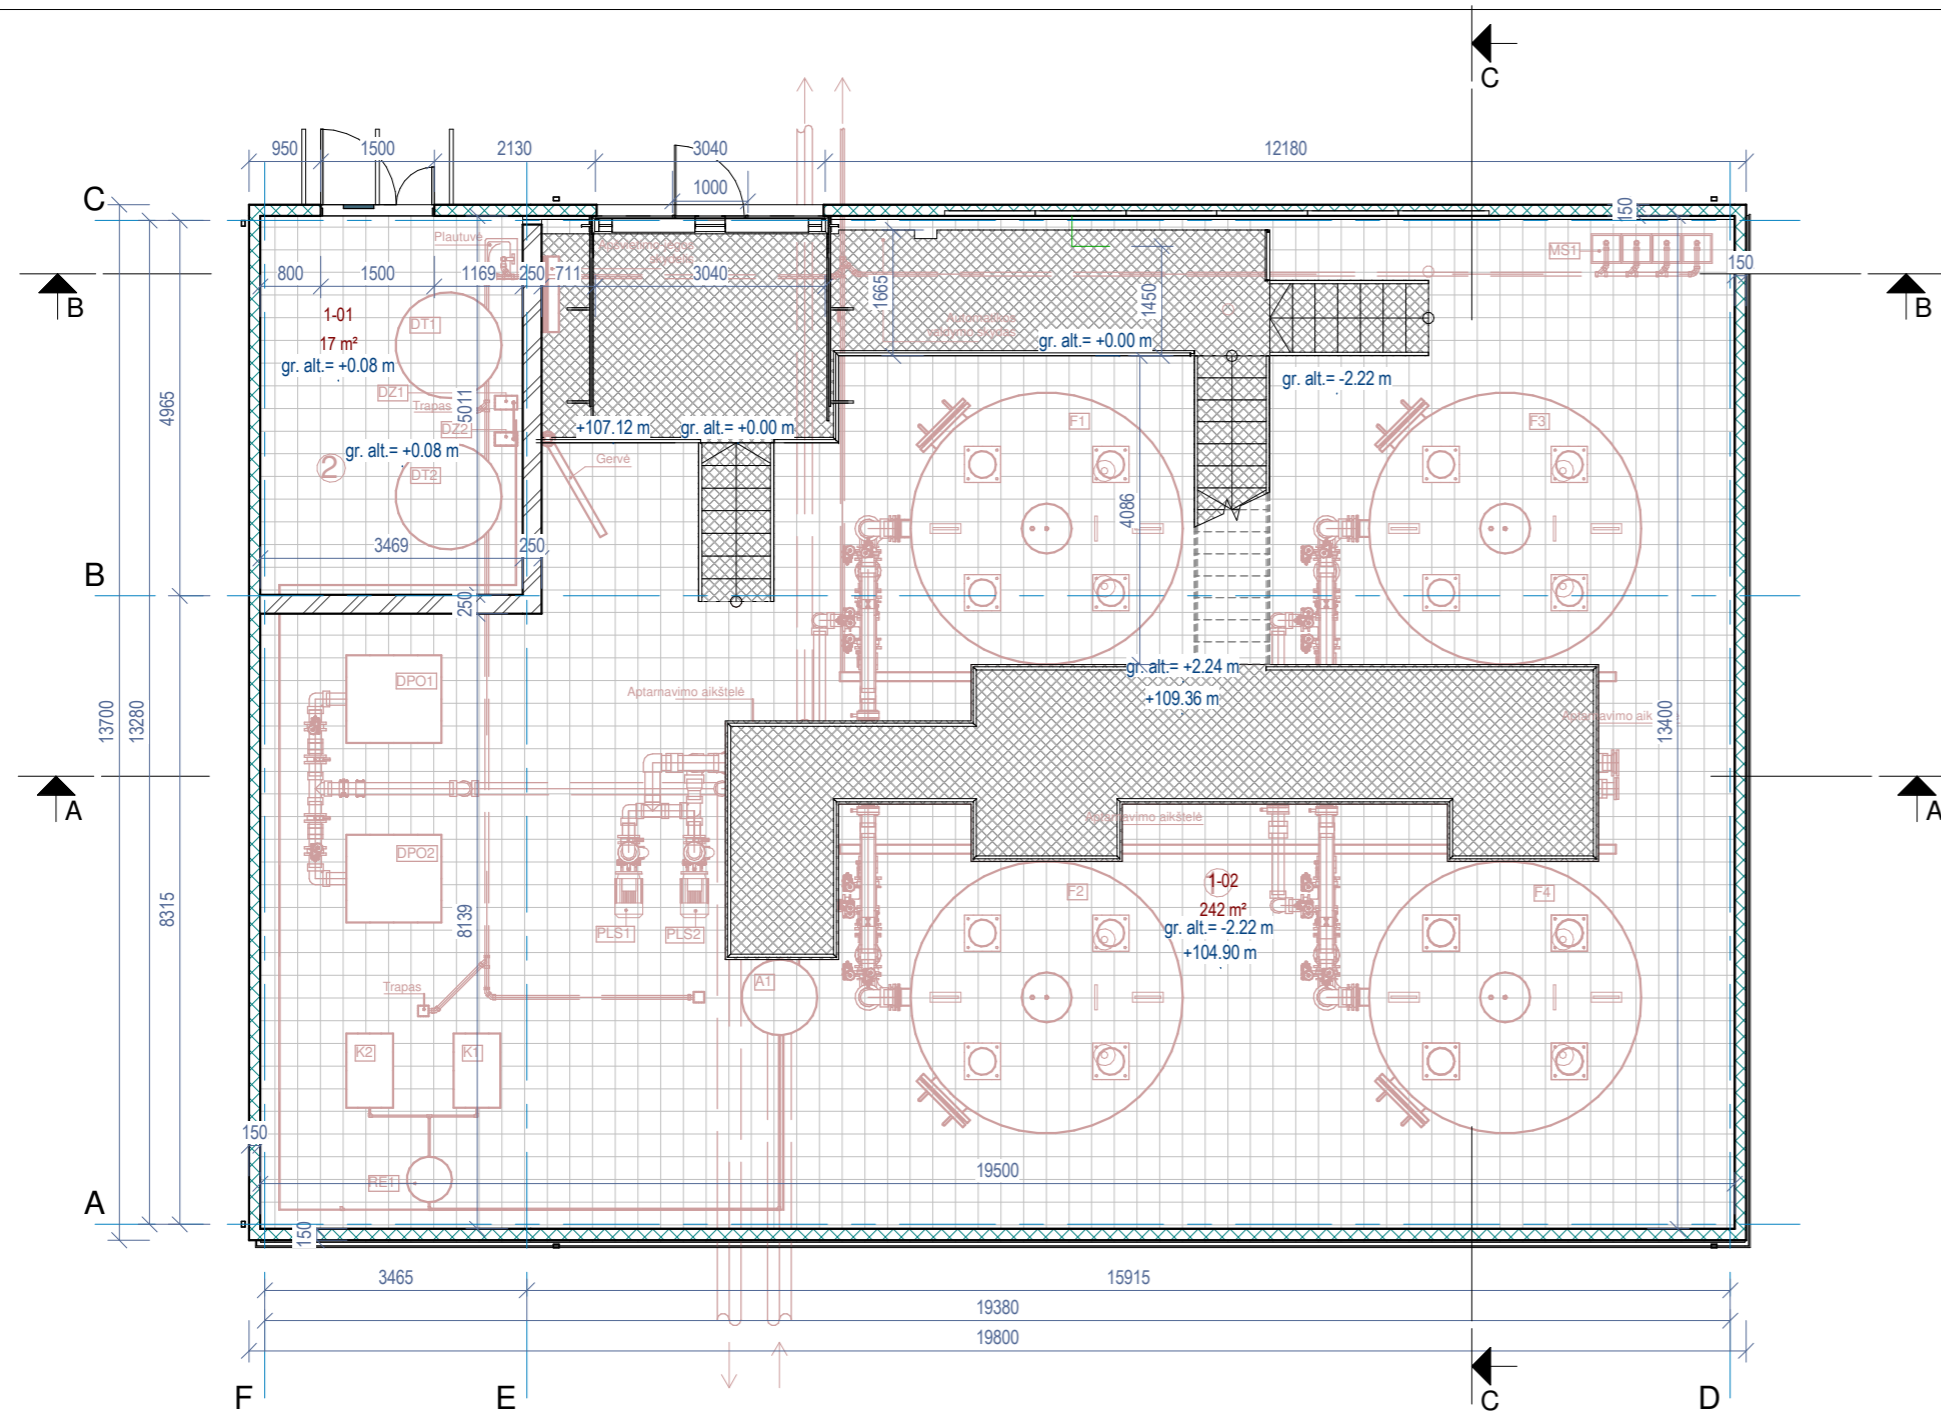 C
950
1500
2130
3040
12180
1000
C
150
Plautuvė
MS1
150
800
1500
1169
250
711
3040
B
B
1665
1450
1-01
17 m²
gr. alt.= +0.08 m
DT1
gr. alt.= +0.00 m
gr. alt.= -2.22 m
DZ1
Trapas
5011
DZ2
+107.12 m
gr. alt.= +0.00 m
F1
F3
4965
gr. alt.= +0.08 m
2
DT2
Gervė
4086
3469
250
B
250
gr. alt.= +2.24 m
+109.36 m
DPO1
Aptarnavimo aikštelė
Aptarnavimo aik
13700
13280
13400
A
A
Aptarnavimo aikštelė
DPO2
1-02
242 m²
gr. alt.= -2.22 m
+104.90 m
F2
F4
8315
8139
PLS1
PLS2
A1
Trapas
K2
K1
150
RE1
19500
A
150
3465
15915
19380
19800
F
E
C
D